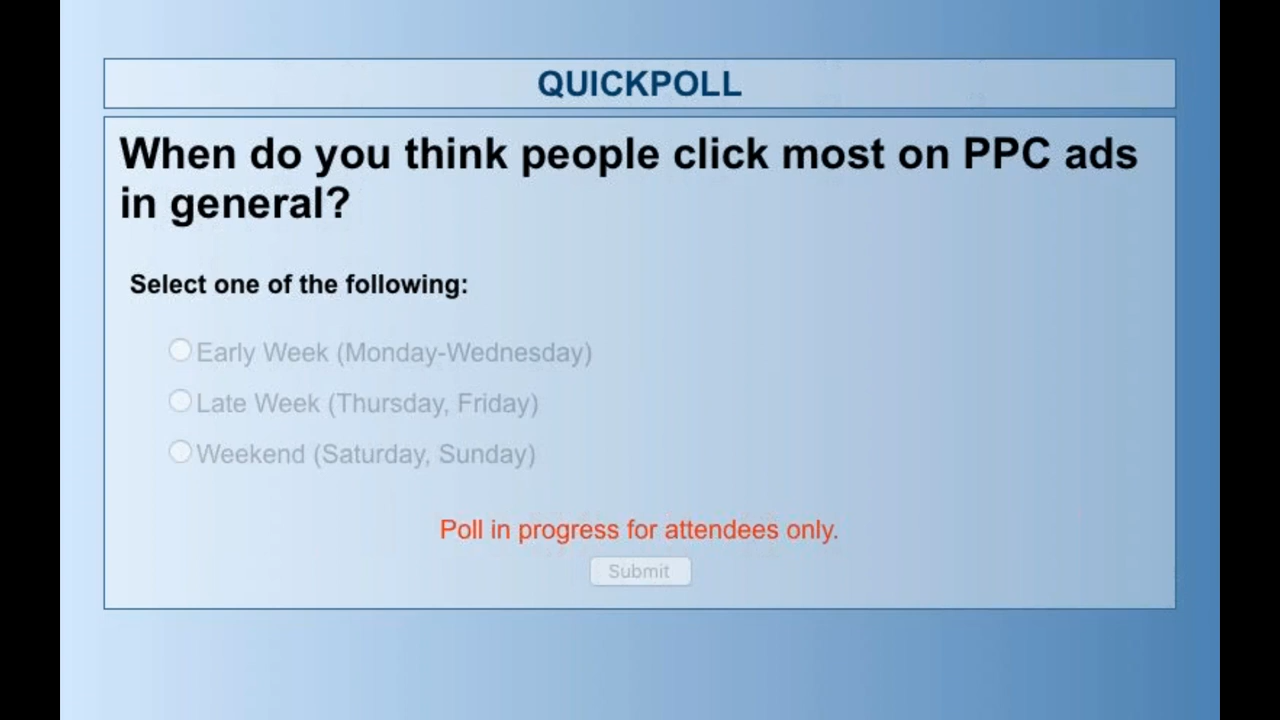 QUICKPOLL
When do you think people click most on PPC ads
in general?
Select one of the following:
Early Week (Monday-Wednesday)
Late Week (Thursday, Friday)
Weekend (Saturday, Sunday)
Poll in progress for attendees only.
Submit